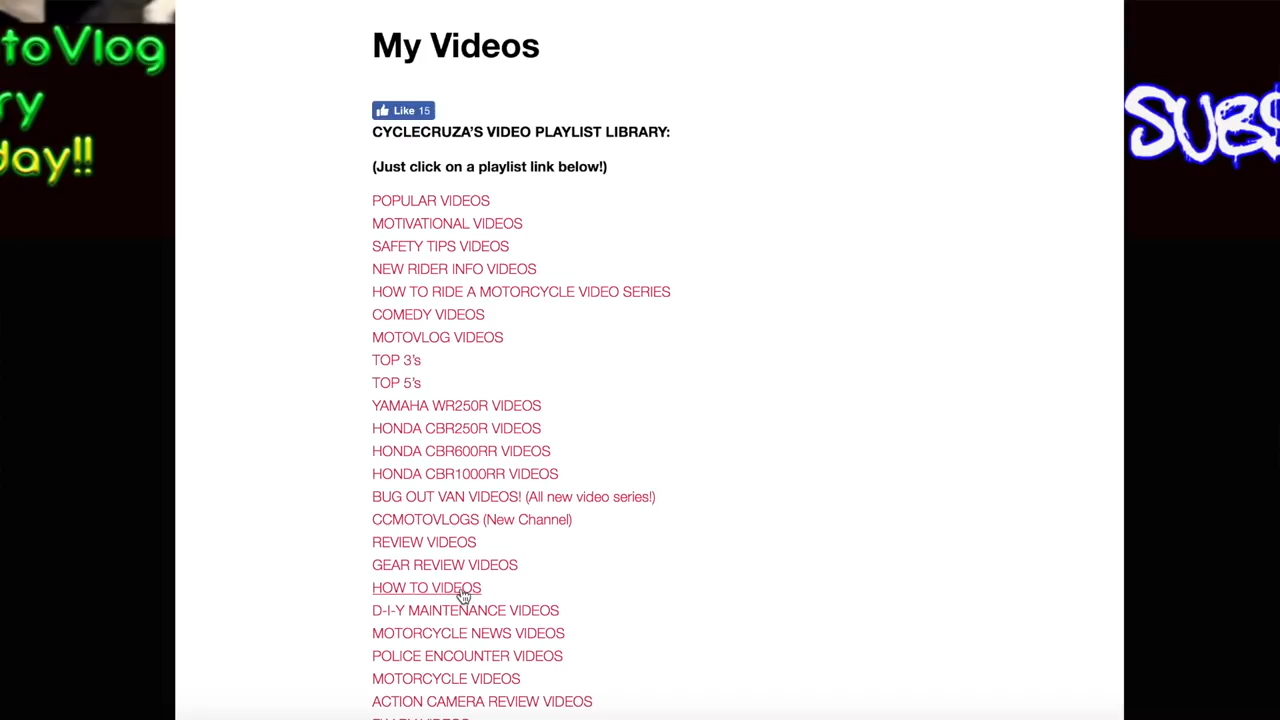 toVlog
ry
day!!
SUBS
My Videos
Like 15
CYCLECRUZA'S VIDEO PLAYLIST LIBRARY:
(Just click on a playlist link below!)
POPULAR VIDEOS
MOTIVATIONAL VIDEOS
SAFETY TIPS VIDEOS
NEW RIDER INFO VIDEOS
HOW TO RIDE A MOTORCYCLE VIDEO SERIES
COMEDY VIDEOS
MOTOVLOG VIDEOS
TOP 3's
TOP 5's
YAMAHA WR250R VIDEOS
HONDA CBR250R VIDEOS
HONDA CBR600RR VIDEOS
HONDA CBR1000RR VIDEOS
BUG OUT VAN VIDEOS! (All new video series!)
CCMOTOVLOGS (New Channel)
REVIEW VIDEOS
GEAR REVIEW VIDEOS
HOW TO VIDEOS
D-I-Y MAINTENANCE VIDEOS
MOTORCYCLE NEWS VIDEOS
POLICE ENCOUNTER VIDEOS
MOTORCYCLE VIDEOS
ACTION CAMERA REVIEW VIDEOS